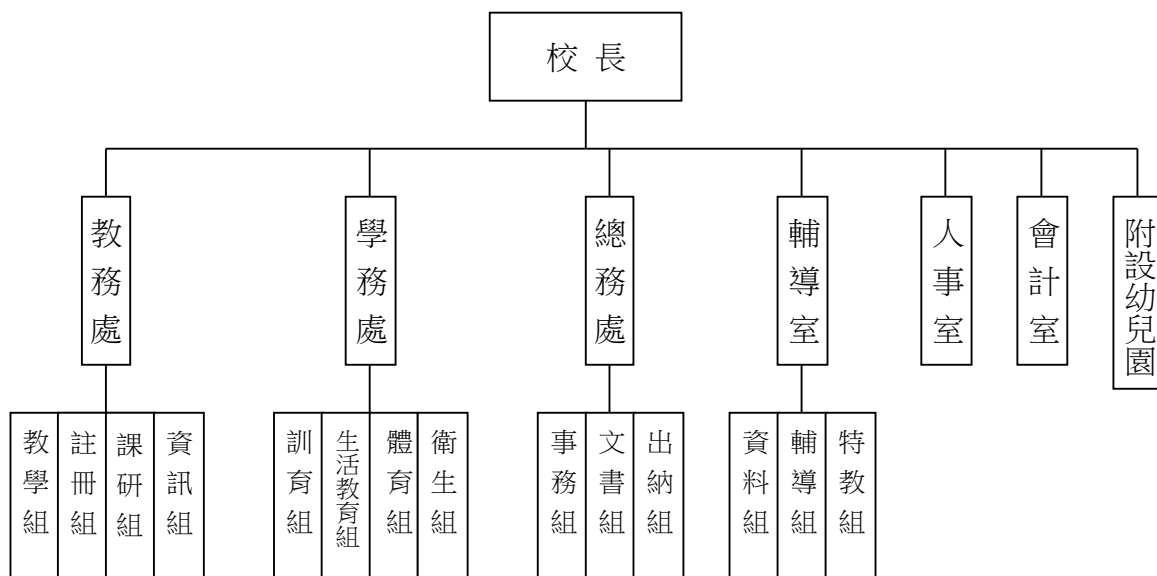 校長
教務處
學務處
總務處
輔導室
人事室
會計室
附設幼兒園
教學組
註冊組
課研組
資訊組
訓育組
生活教育組
體育組
衛生組
事務組
文書組
出納組
資料組
輔導組
特教組